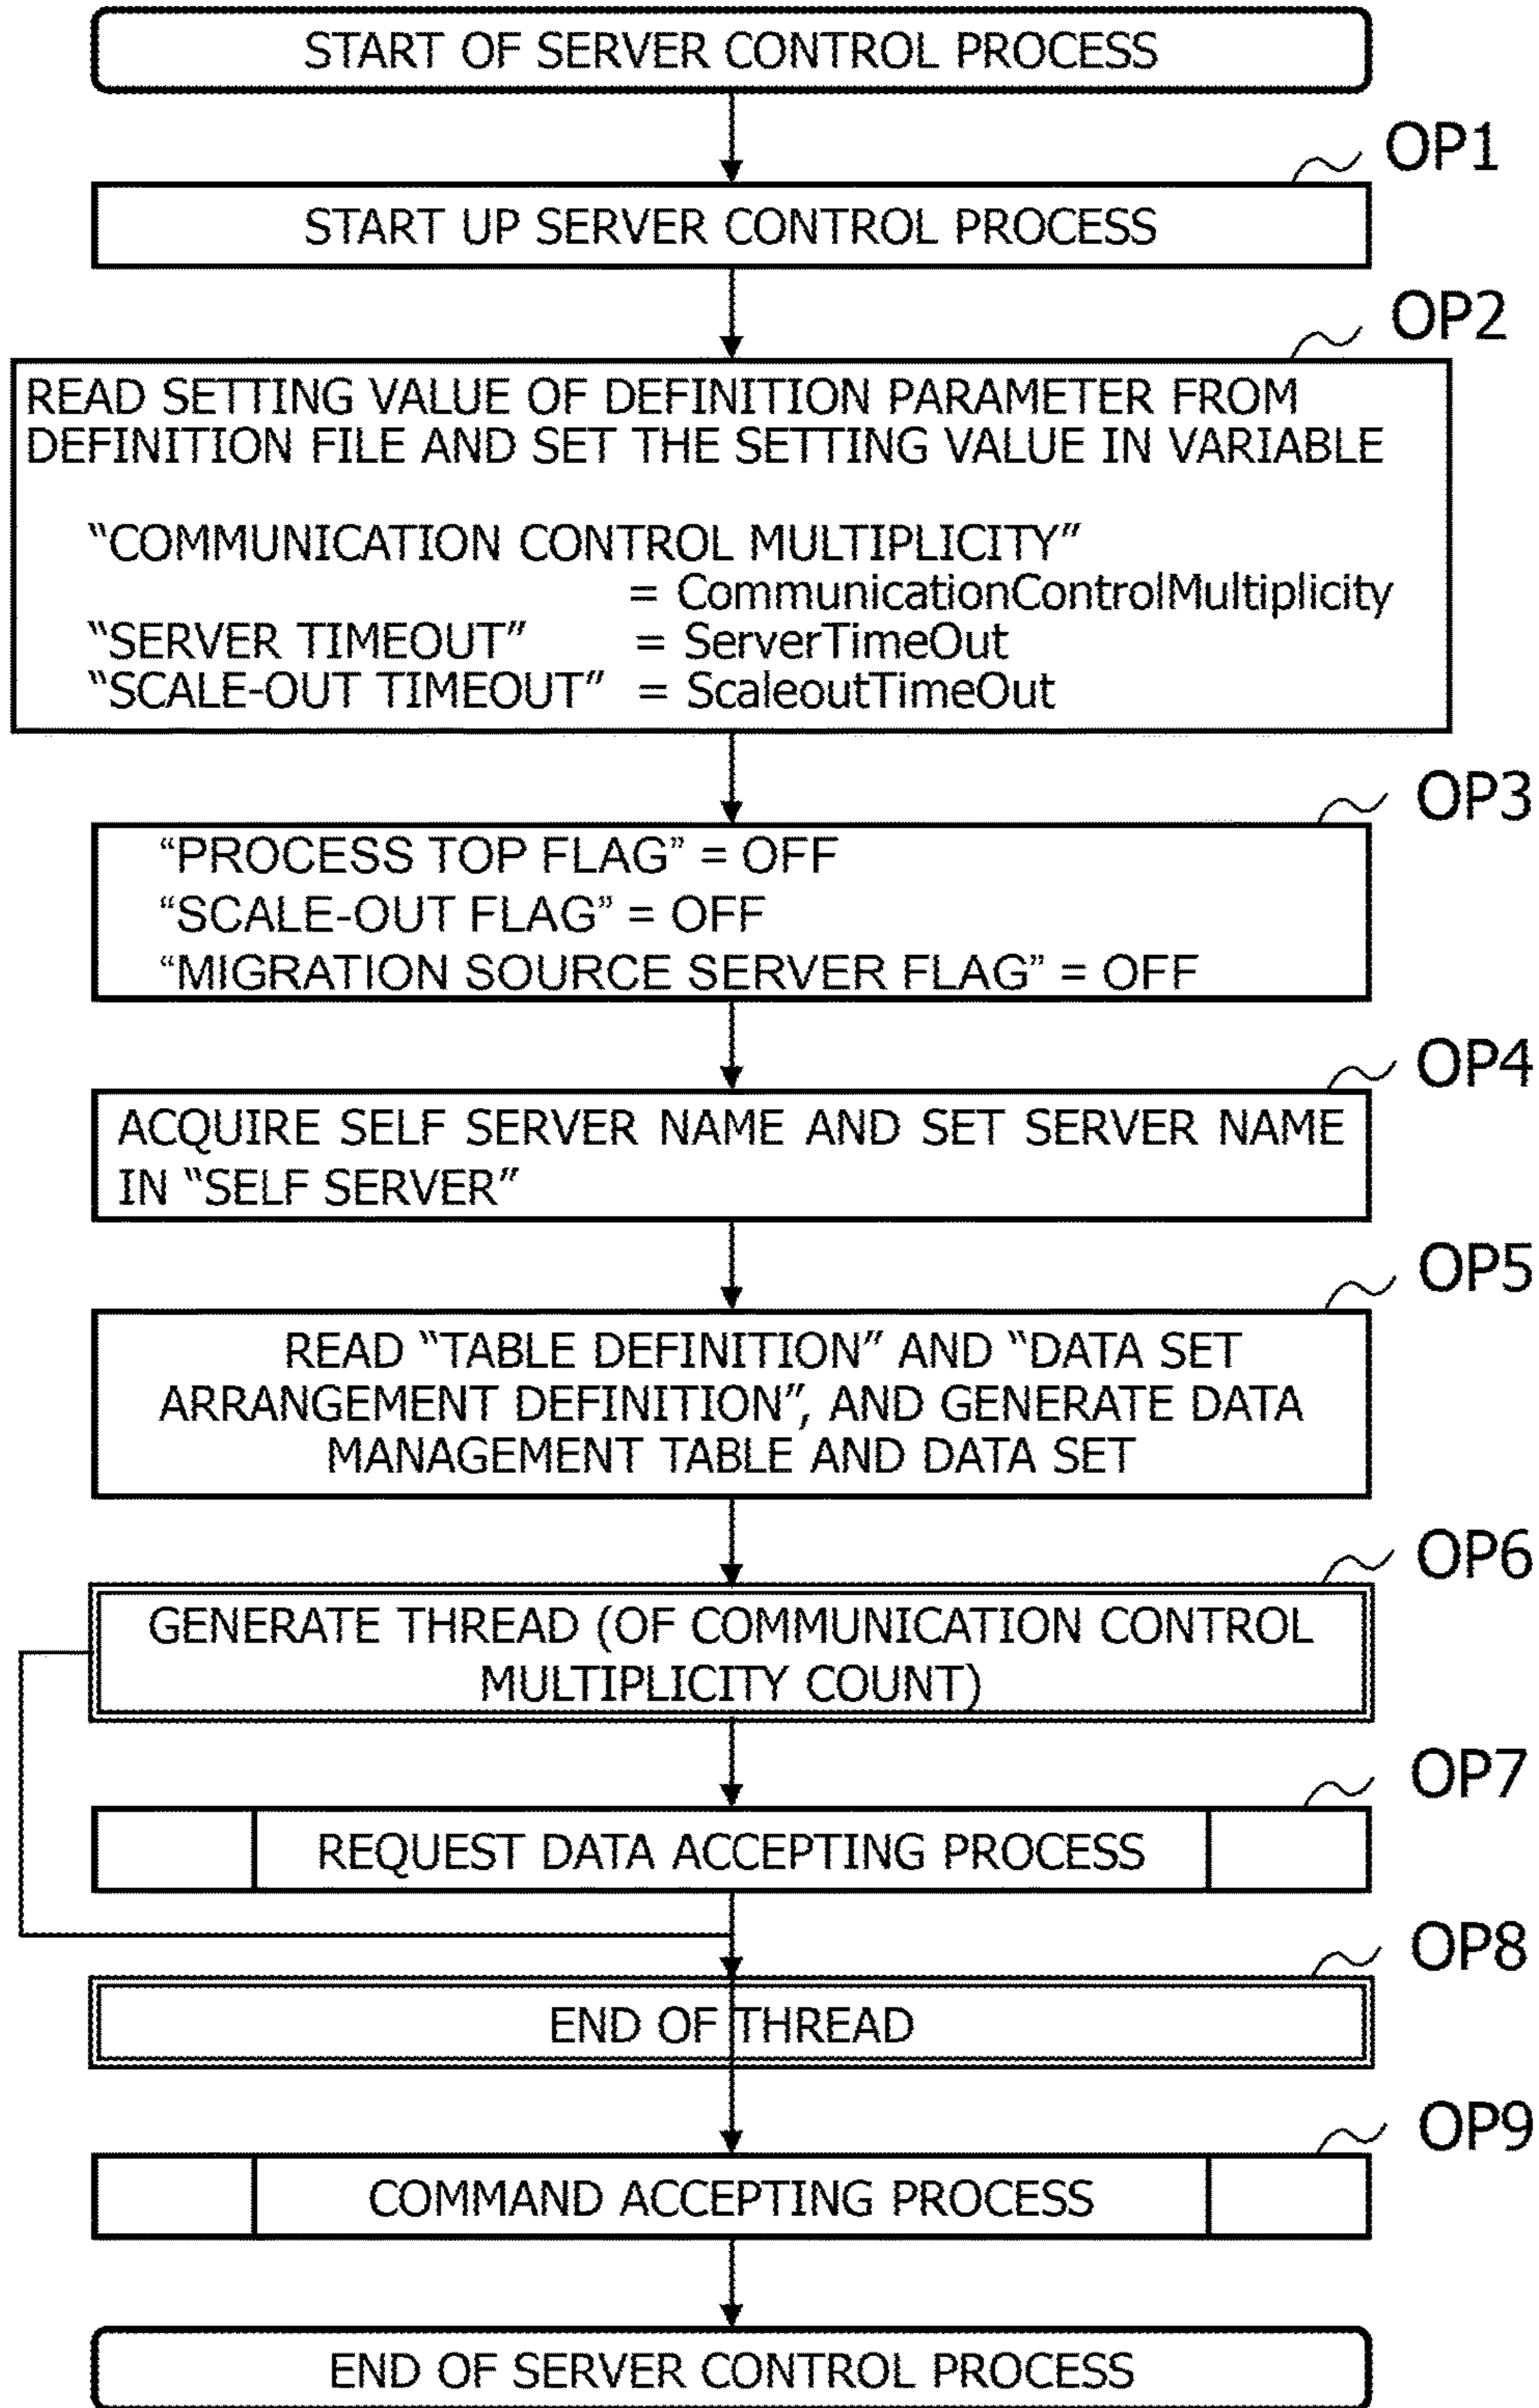 START OF SERVER CONTROL PROCESS
OP1
START UP SERVER CONTROL PROCESS
OP2
READ SETTING VALUE OF DEFINITION PARAMETER FROM
DEFINITION FILE AND SET THE SETTING VALUE IN VARIABLE
“COMMUNICATION CONTROL MULTIPLICITY”
= CommunicationControlMultiplicity
“SERVER TIMEOUT” = ServerTimeOut
“SCALE-OUT TIMEOUT” = ScaleoutTimeOut
OP3
“PROCESS TOP FLAG” = OFF
“SCALE-OUT FLAG” = OFF
“MIGRATION SOURCE SERVER FLAG” = OFF
OP4
ACQUIRE SELF SERVER NAME AND SET SERVER NAME
IN “SELF SERVER”
OP5
READ “TABLE DEFINITION” AND “DATA SET
ARRANGEMENT DEFINITION”, AND GENERATE DATA
MANAGEMENT TABLE AND DATA SET
OP6
GENERATE THREAD (OF COMMUNICATION CONTROL
MULTIPLICITY COUNT)
OP7
REQUEST DATA ACCEPTING PROCESS
OP8
END OF THREAD
OP9
COMMAND ACCEPTING PROCESS
END OF SERVER CONTROL PROCESS